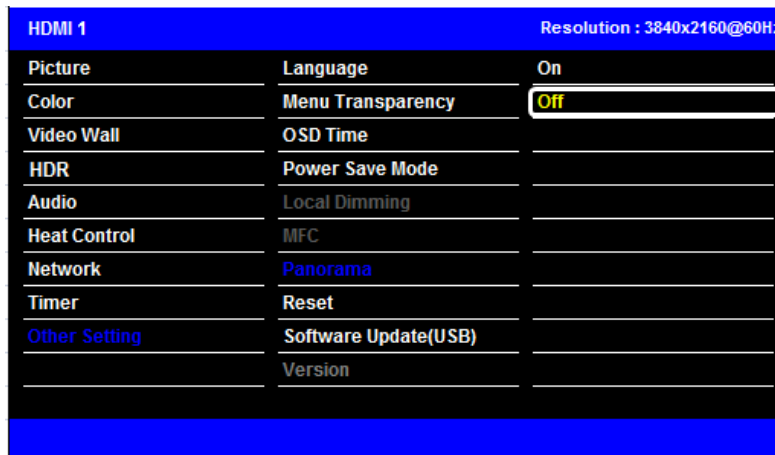 HDMI 1 Resolution : 3840x2160@60Hz
Picture Language On
Color Menu Transparency Off
Video Wall OSD Time
HDR Power Save Mode
Audio Local Dimming
Heat Control MFC
Network Panorama
Timer Reset
Other Setting Software Update(USB)
Version